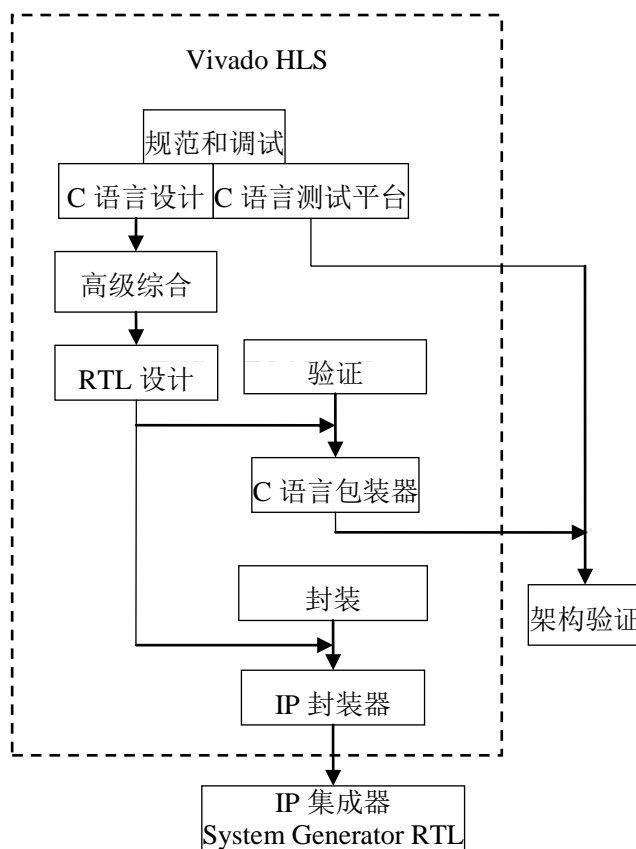 Vivado HLS
规范和调试
C 语言设计
C 语言测试平台
高级综合
RTL 设计
验证
C 语言包装器
封装
架构验证
IP 封装器
IP 集成器
System Generator RTL